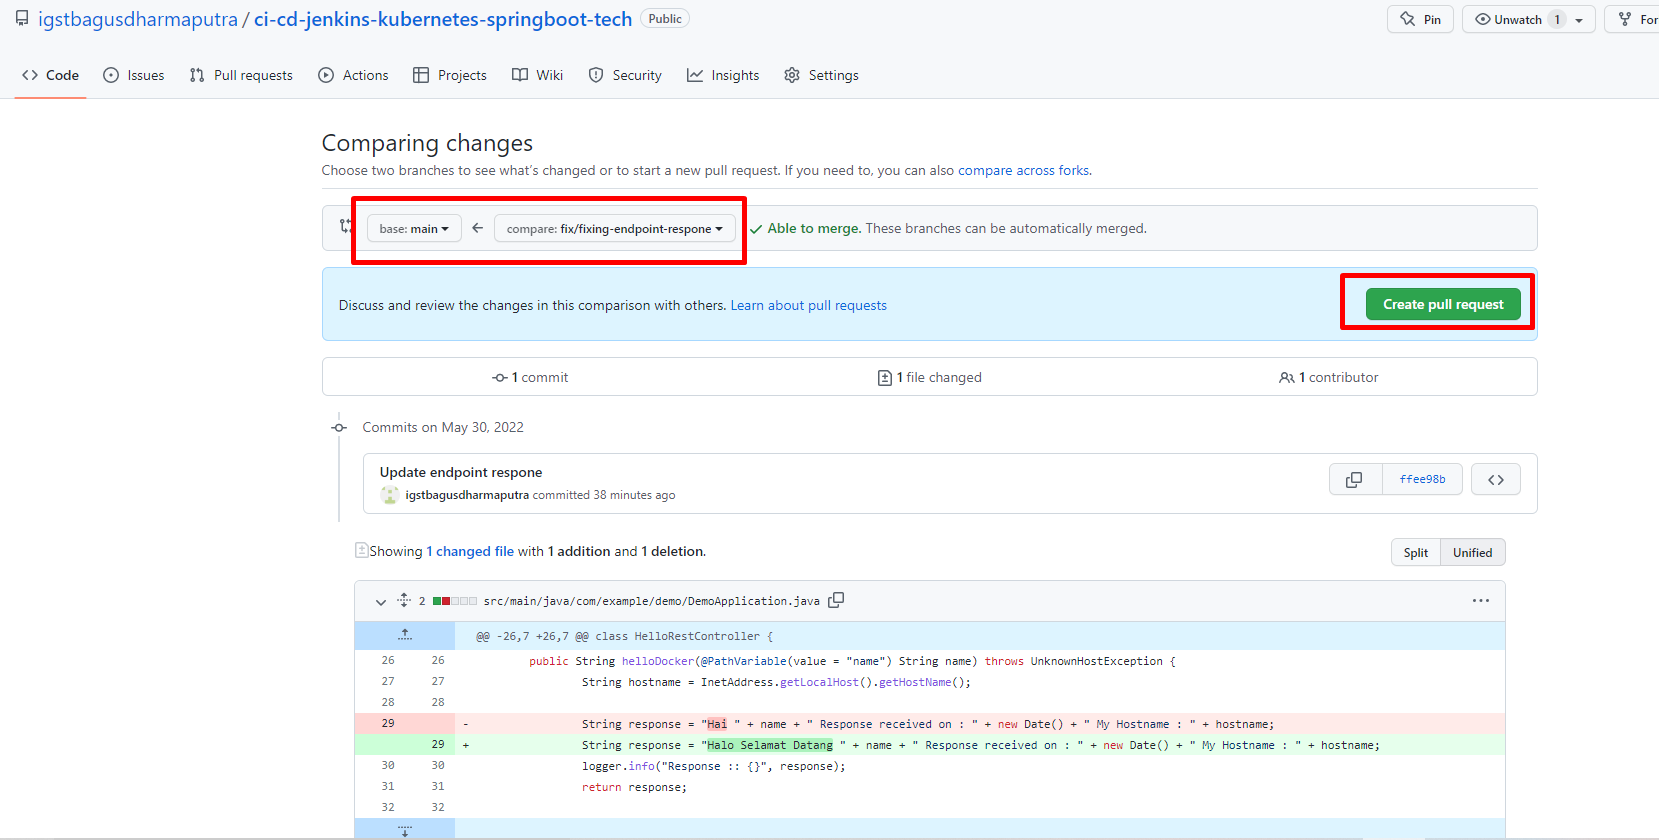 igstbagusdharmaputra / ci-cd-jenkins-kubernetes-springboot-tech Public Pin Unwatch 1 For
Code Issues Pull requests Actions Projects Wiki Security Insights Settings
Comparing changes
Choose two branches to see what's changed or to start a new pull request. If you need to, you can also compare across forks.
base: main compare: fix/fixing-endpoint-respone Able to merge. These branches can be automatically merged.
Discuss and review the changes in this comparison with others. Learn about pull requests Create pull request
1 commit 1 file changed 1 contributor
Commits on May 30, 2022
Update endpoint respone
igstbagusdharmaputra committed 38 minutes ago ffee98b
Showing 1 changed file with 1 addition and 1 deletion. Split Unified
2 src/main/java/com/example/demo/DemoApplication.java
@@ -26,7 +26,7 @@ class HelloRestController {
26 26 public String helloDocker(@PathVariable(value = "name") String name) throws UnknownHostException {
27 27 String hostname = InetAddress.getLocalHost().getHostName();
28 28
29 - String response = "Hai " + name + " Response received on : " + new Date() + " My Hostname : " + hostname;
29 + String response = "Halo Selamat Datang " + name + " Response received on : " + new Date() + " My Hostname : " + hostname;
30 30 logger.info("Response :: {}", response);
31 31 return response;
32 32